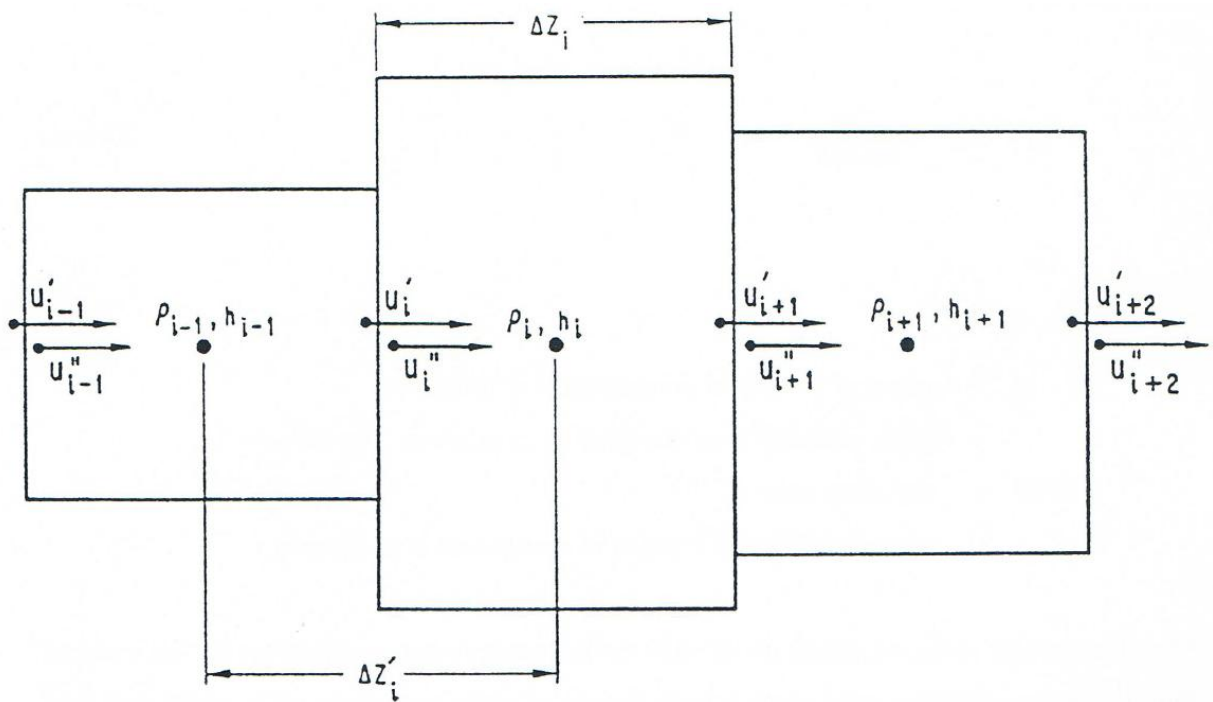 ΔZ_i
u'_{i-1}
ρ_{i-1}, h_{i-1}
u"_{i-1}
u'_i
ρ_i, h_i
u"_i
u'_{i+1}
ρ_{i+1}, h_{i+1}
u"_{i+1}
u'_{i+2}
u"_{i+2}
ΔZ'_i